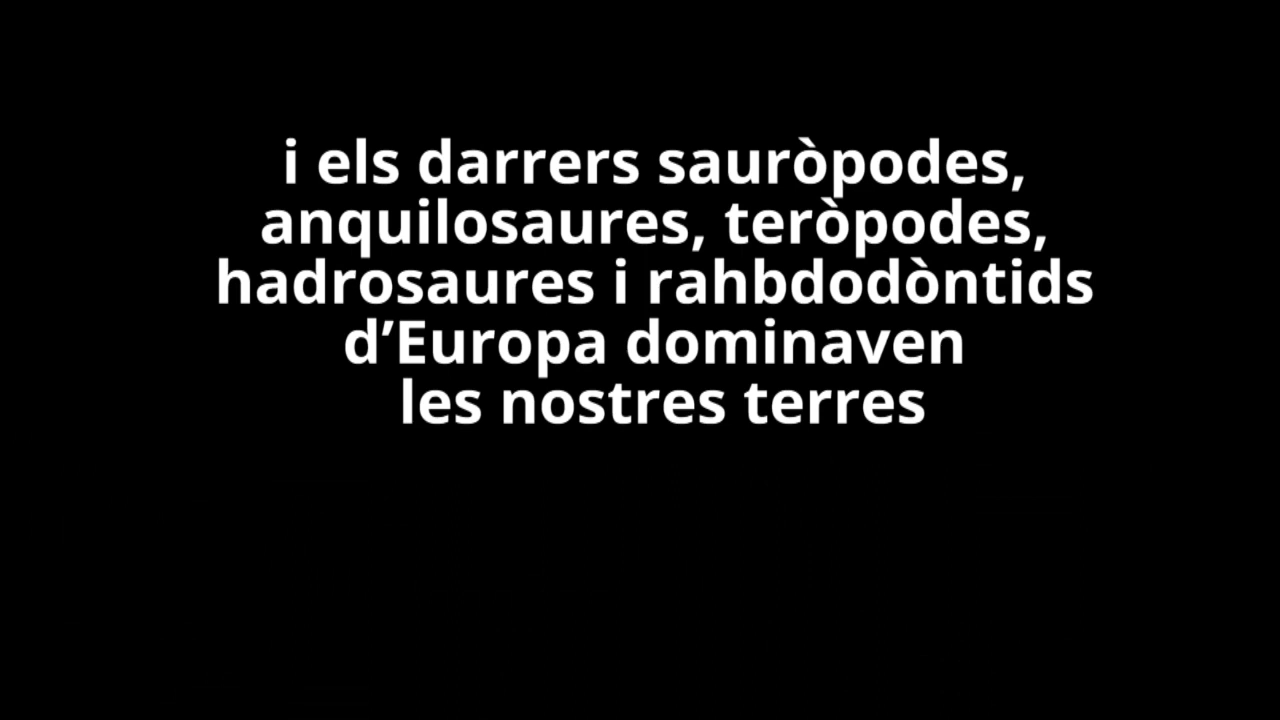 i els darrers sauròpodes,
anquilosaures, teròpodes,
hadrosaures i rahbdodòntids
d’Europa dominaven
les nostres terres